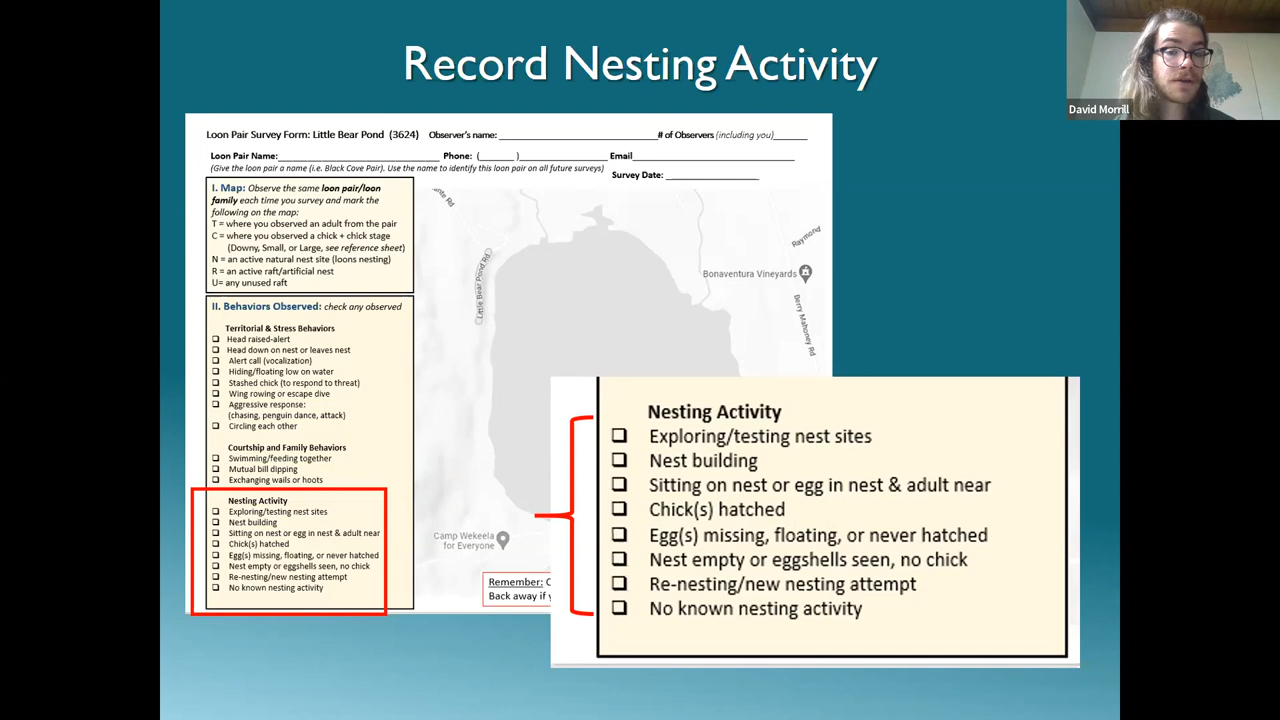 Record Nesting Activity
David Morrill
Loon Pair Survey Form: Little Bear Pond (3624) Observer's name: # of Observers (including you)
Loon Pair Name: Phone: ( ) Email
(Give the loon pair a name (i.e. Black Cove Pair). Use the name to identify this loon pair on all future surveys)
Survey Date:
I. Map: Observe the same loon pair/loon
family each time you survey and mark the
following on the map:
T = where you observed an adult from the pair
C = where you observed a chick + chick stage
(Downy, Small, or Large, see reference sheet)
N = an active natural nest site (loons nesting)
R = an active raft/artificial nest
U= any unused raft
II. Behaviors Observed: check any observed
Territorial & Stress Behaviors
Head raised-alert
Head down on nest or leaves nest
Alert call (vocalization)
Hiding/floating low on water
Stashed chick (to respond to threat)
Wing rowing or escape dive
Aggressive response:
(chasing, penguin dance, attack)
Circling each other
Courtship and Family Behaviors
Swimming/feeding together
Mutual bill dipping
Exchanging wails or hoots
Nesting Activity
Exploring/testing nest sites
Nest building
Sitting on nest or egg in nest & adult near
Chick(s) hatched
Egg(s) missing, floating, or never hatched
Nest empty or eggshells seen, no chick
Re-nesting/new nesting attempt
No known nesting activity
Rd
Little Bear Pond Rd
Raymond
Bonaventura Vineyards
Berry Mahoney Rd
Camp Wekeela
for Everyone
Remember:
Back away if
Nesting Activity
Exploring/testing nest sites
Nest building
Sitting on nest or egg in nest & adult near
Chick(s) hatched
Egg(s) missing, floating, or never hatched
Nest empty or eggshells seen, no chick
Re-nesting/new nesting attempt
No known nesting activity